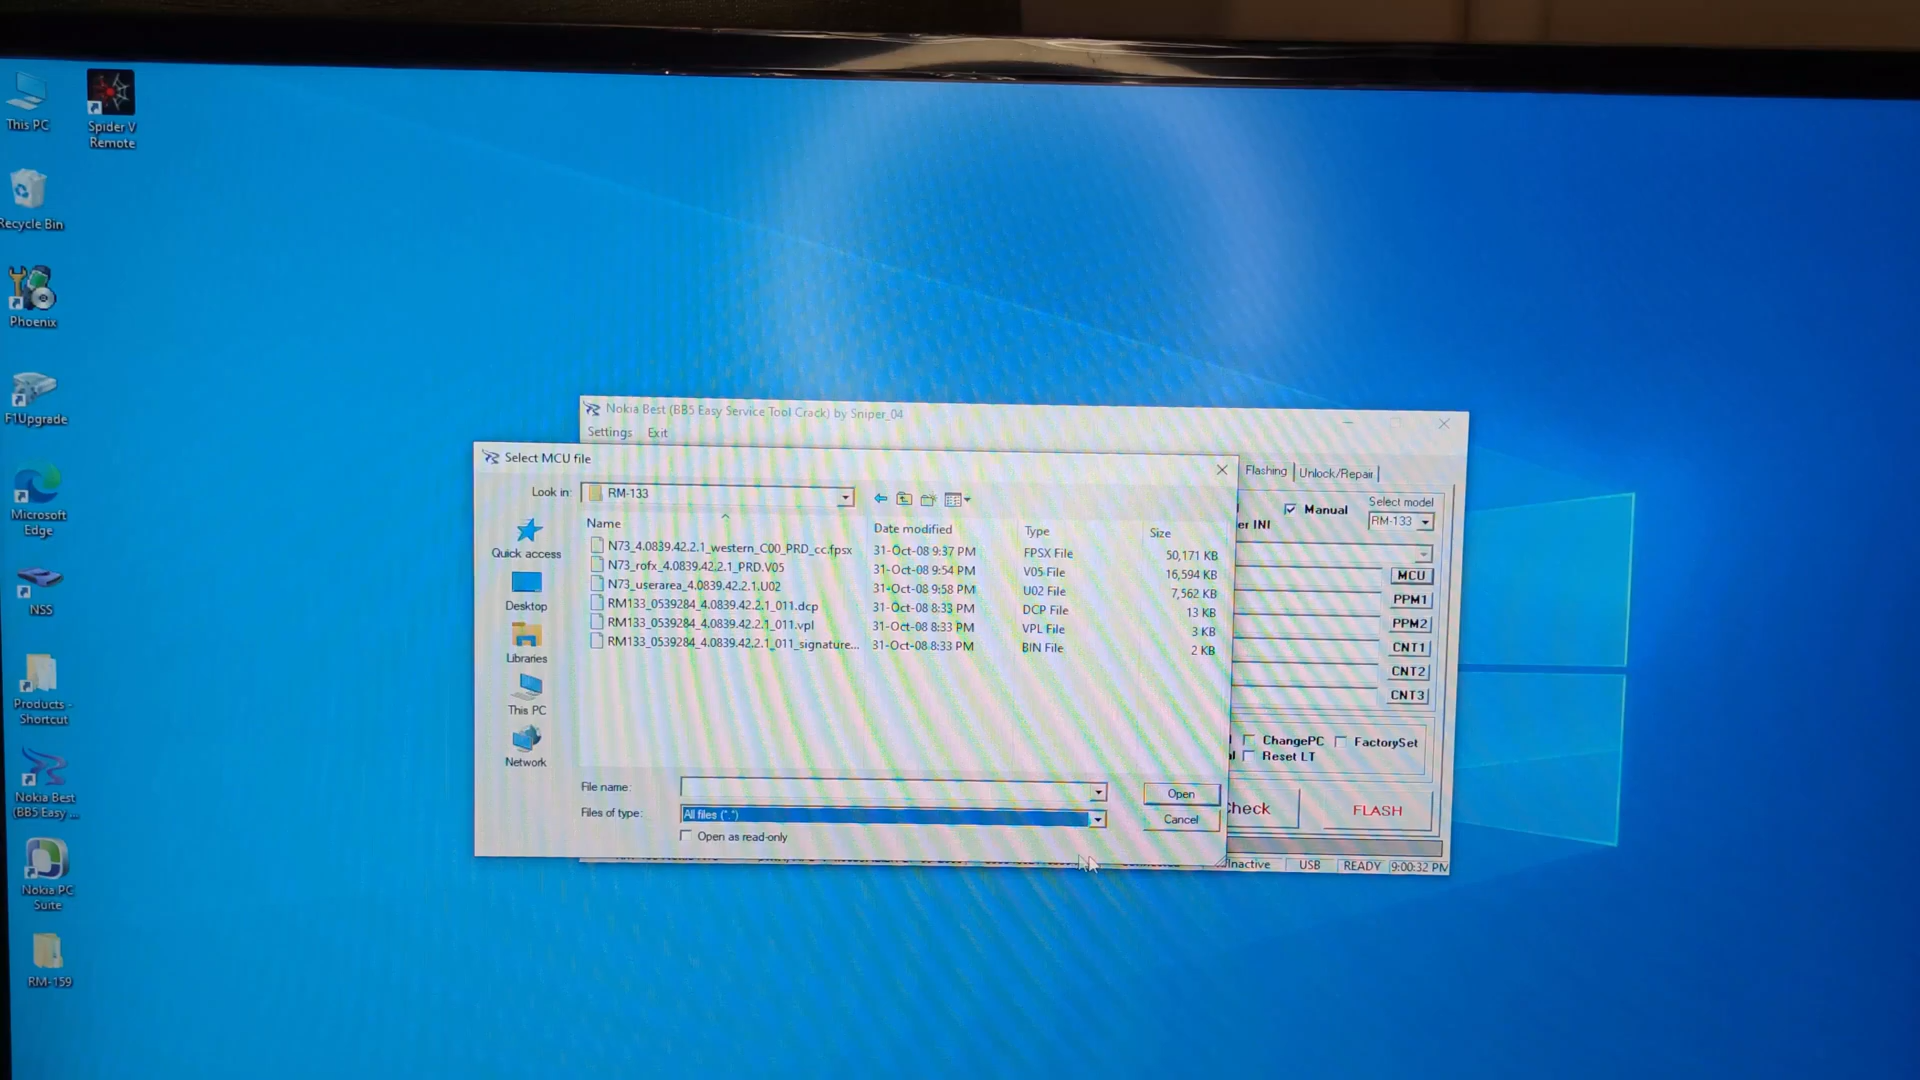 This PC
Spider V
Remote
Recycle Bin
Phoenix
F1Upgrade
Microsoft
Edge
NSS
Products -
Shortcut
Nokia Best
(BB5 Easy ...
Nokia PC
Suite
RM-159
Nokia Best (BB5 Easy Service Tool Crack) by Sniper_04
Settings Exit
Select MCU file
Look in: RM-133
Quick access
Desktop
Libraries
This PC
Network
Name Date modified Type Size
N73_4.0839.42.2.1_western_C00_PRD_cc.fpsx 31-Oct-08 9:37 PM FPSX File 50,171 KB
N73_rofx_4.0839.42.2.1_PRD.V05 31-Oct-08 9:54 PM V05 File 16,594 KB
N73_userarea_4.0839.42.2.1.U02 31-Oct-08 9:58 PM U02 File 7,562 KB
RM133_0539284_4.0839.42.2.1_011.dcp 31-Oct-08 8:33 PM DCP File 13 KB
RM133_0539284_4.0839.42.2.1_011.vpl 31-Oct-08 8:33 PM VPL File 3 KB
RM133_0539284_4.0839.42.2.1_011_signature... 31-Oct-08 8:33 PM BIN File 2 KB
File name:
Open
Files of type: All files (*.*)
Cancel
Open as read-only
Flashing Unlock/Repair
er INI
Manual
Select model
RM-133
MCU
PPM1
PPM2
CNT1
CNT2
CNT3
ChangePC FactorySet
Reset LT
Check FLASH
Inactive USB READY 9:00:32 PM